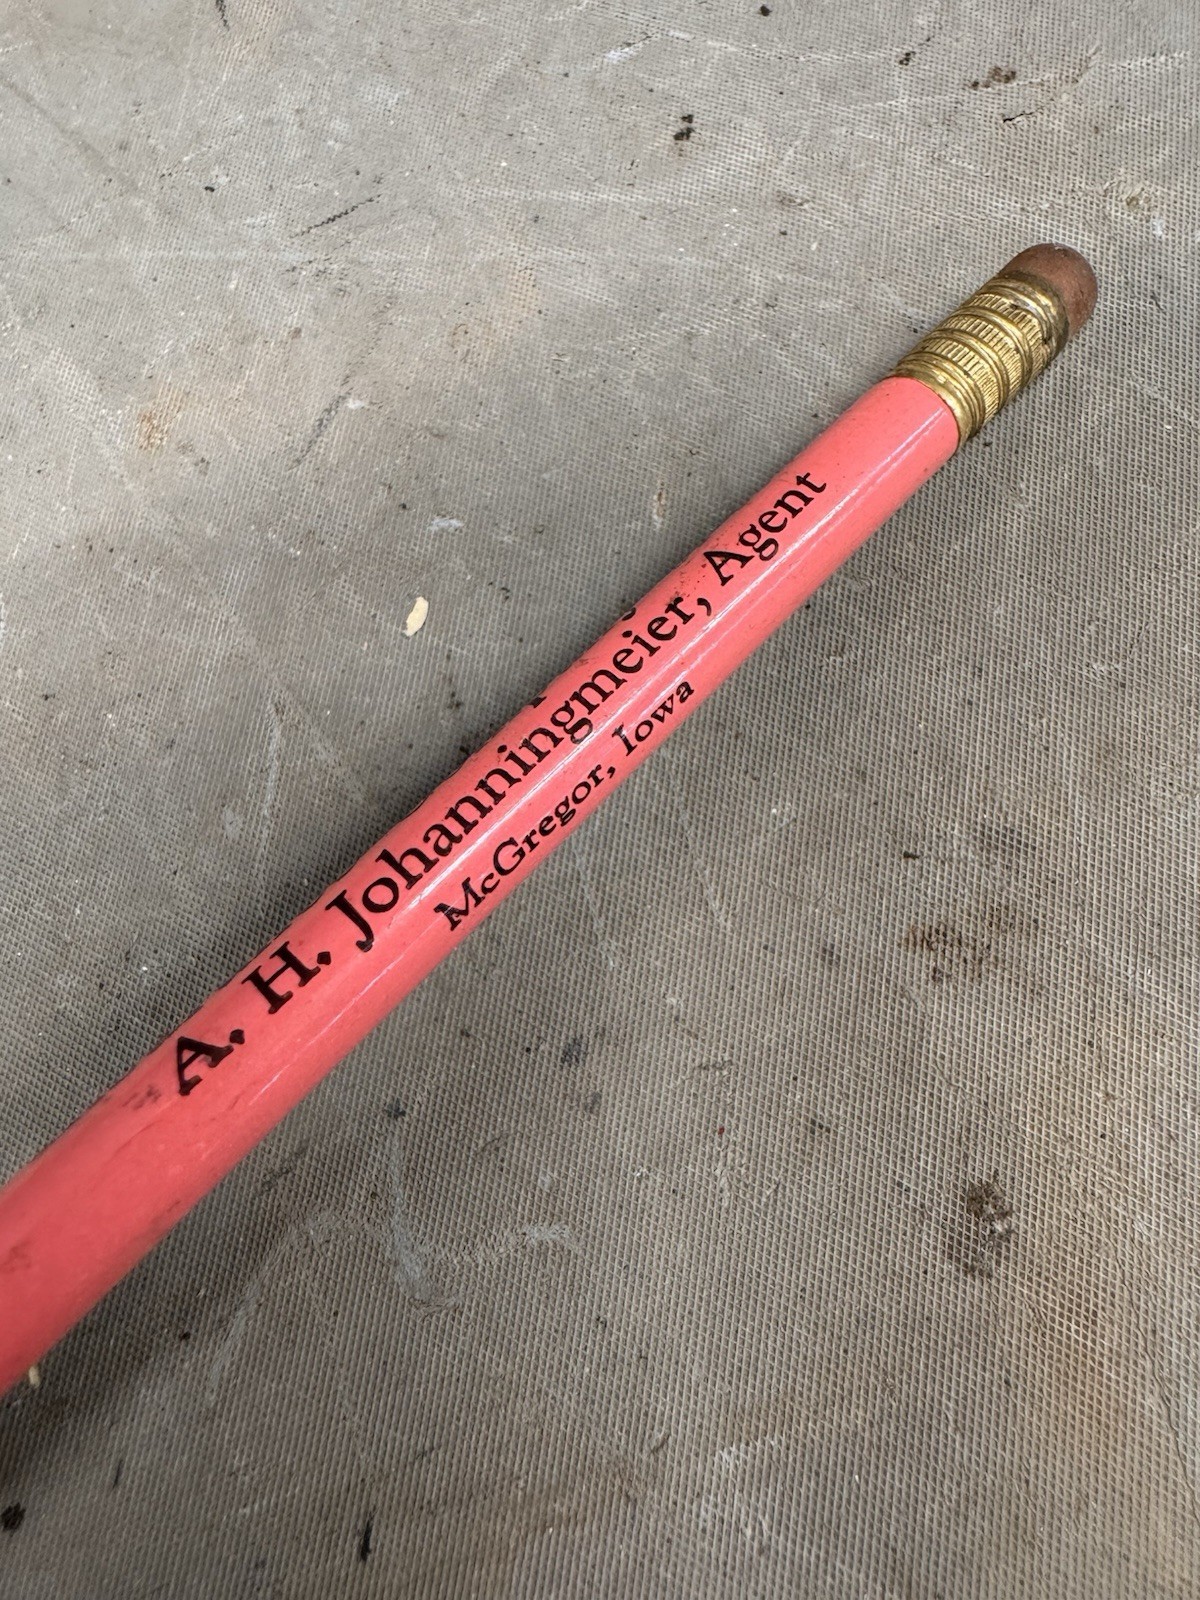 A. H. Johanningmeier, Agent
McGregor, Iowa